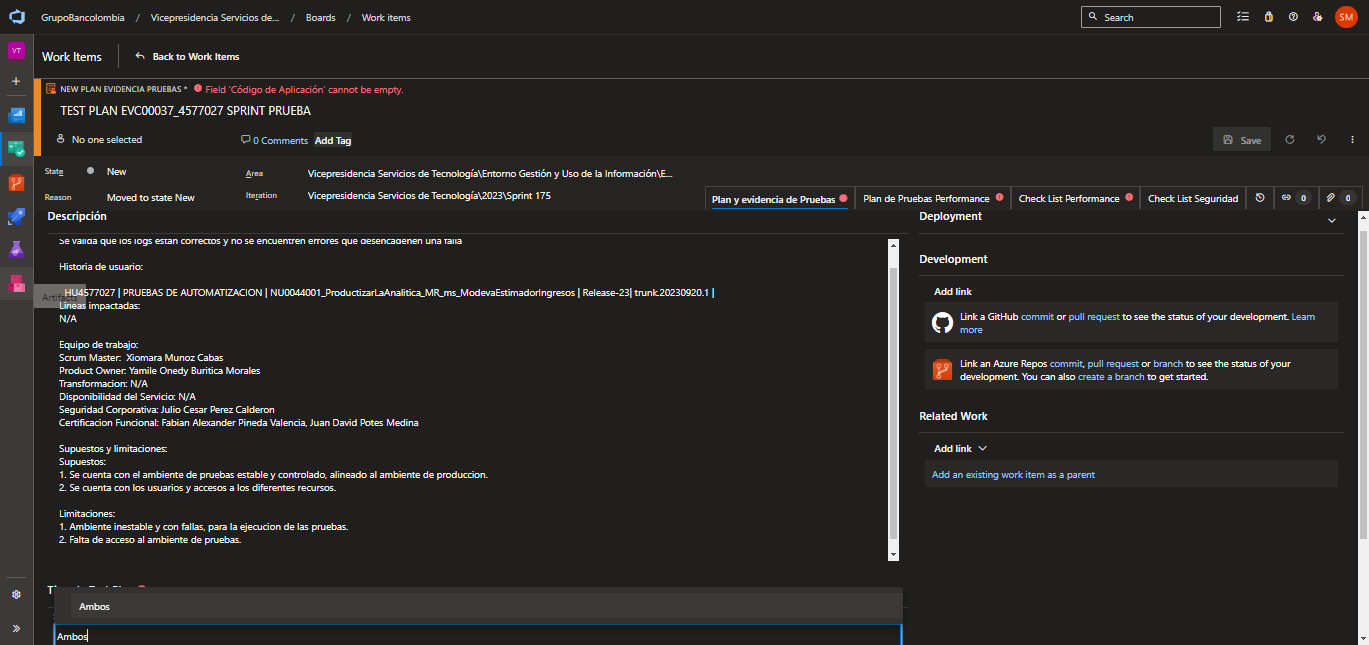 GrupoBancolombia / Vicepresidencia Servicios de... / Boards / Work items
Search
SM
VT
Work Items
Back to Work Items
NEW PLAN EVIDENCIA PRUEBAS * Field 'Código de Aplicación' cannot be empty.
TEST PLAN EVC00037_4577027 SPRINT PRUEBA
No one selected
0 Comments
Add Tag
Save
State
New
Area
Vicepresidencia Servicios de Tecnología\Entorno Gestión y Uso de la Información\E...
Reason
Moved to state New
Iteration
Vicepresidencia Servicios de Tecnología\2023\Sprint 175
Plan y evidencia de Pruebas
Plan de Pruebas Performance
Check List Performance
Check List Seguridad
0
0
Descripción
Se valida que los logs estan correctos y no se encuentren errores que desencadenen una falla
Historia de usuario:
HU4577027 | PRUEBAS DE AUTOMATIZACION | NU0044001_ProductizarLaAnalitica_MR_ms_ModevaEstimadorIngresos | Release-23| trunk.20230920.1 |
Artifacts
Lineas impactadas:
N/A
Equipo de trabajo:
Scrum Master: Xiomara Munoz Cabas
Product Owner: Yamile Onedy Buritica Morales
Transformacion: N/A
Disponibilidad del Servicio: N/A
Seguridad Corporativa: Julio Cesar Perez Calderon
Certificacion Funcional: Fabian Alexander Pineda Valencia, Juan David Potes Medina
Supuestos y limitaciones:
Supuestos:
1. Se cuenta con el ambiente de pruebas estable y controlado, alineado al ambiente de produccion.
2. Se cuenta con los usuarios y accesos a los diferentes recursos.
Limitaciones:
1. Ambiente inestable y con fallas, para la ejecucion de las pruebas.
2. Falta de acceso al ambiente de pruebas.
Ambos
Ambos
Deployment
Development
Add link
Link a GitHub commit or pull request to see the status of your development. Learn
more
Link an Azure Repos commit, pull request or branch to see the status of your
development. You can also create a branch to get started.
Related Work
Add link
Add an existing work item as a parent